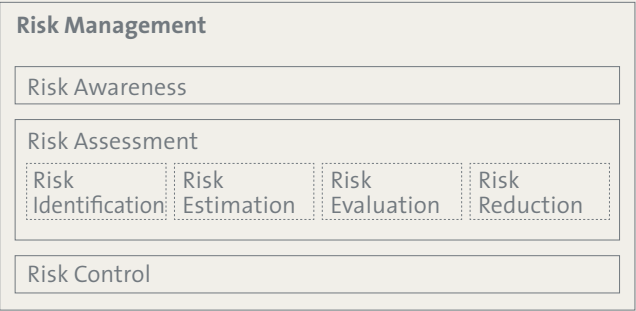 Risk Management
Risk Awareness
Risk Assessment
Risk
Identification
Risk
Estimation
Risk
Evaluation
Risk
Reduction
Risk Control